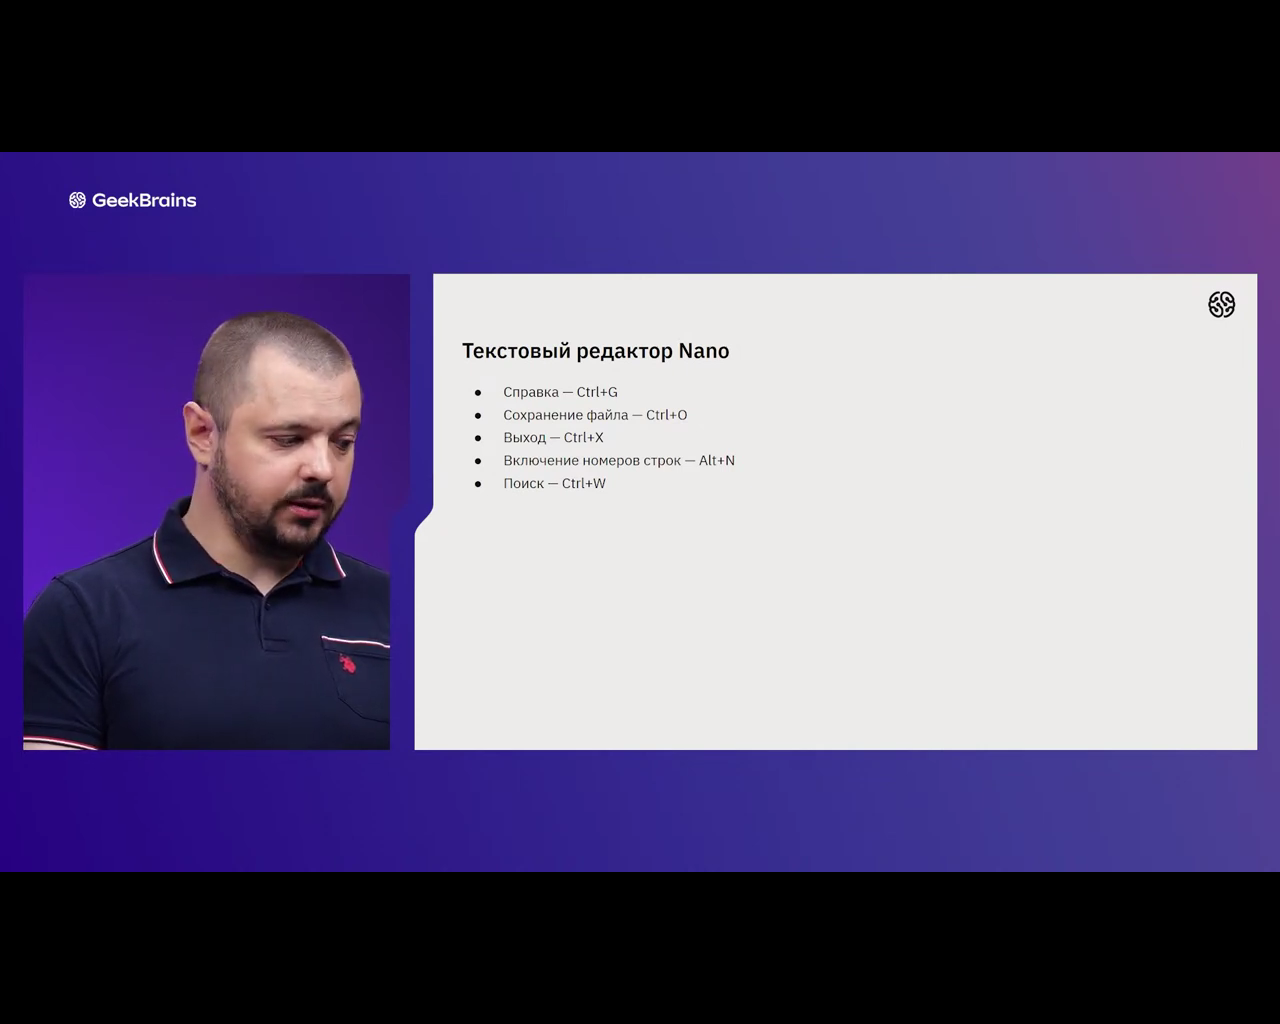 GeekBrains
Текстовый редактор Nano
● Справка — Ctrl+G
● Сохранение файла — Ctrl+O
● Выход — Ctrl+X
● Включение номеров строк — Alt+N
● Поиск — Ctrl+W